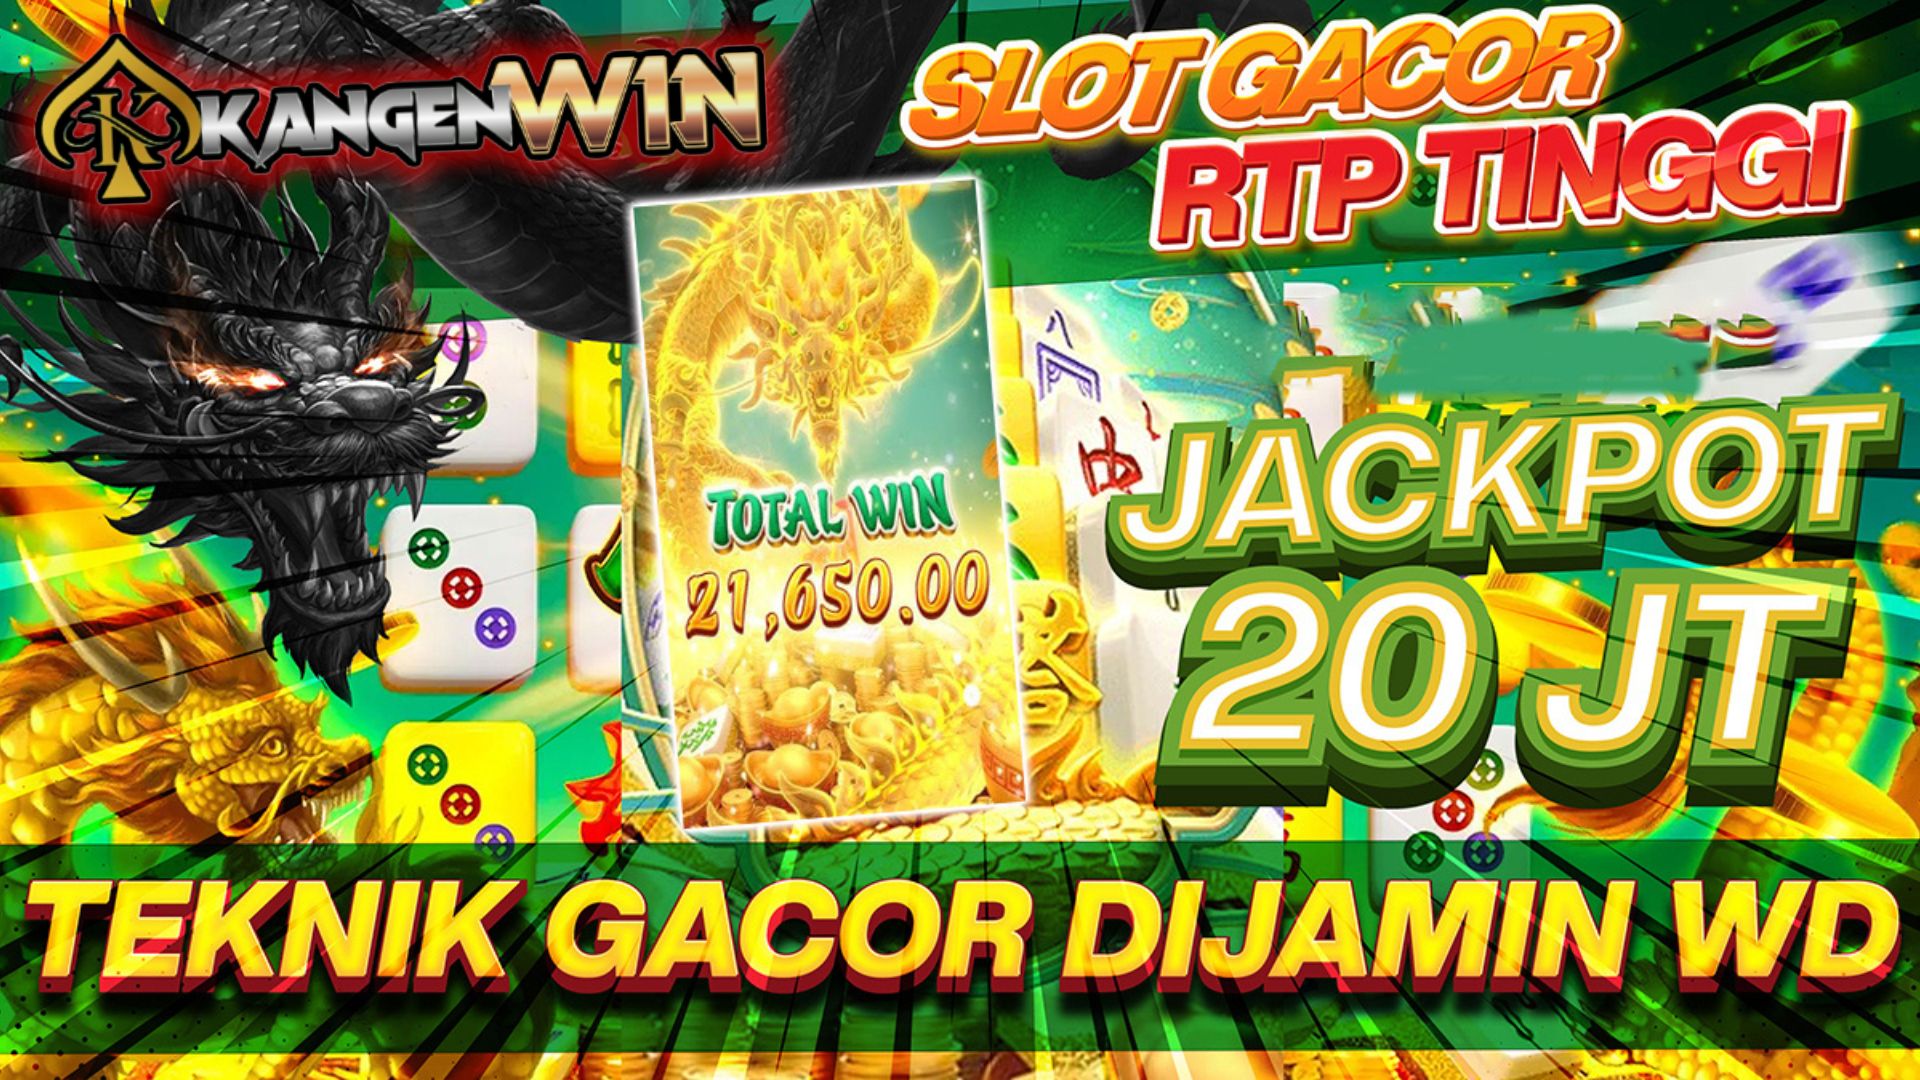 KANGENWIN
SLOT GACOR
RTP TINGGI
TOTAL WIN
21,650.00
JACKPOT
20 JT
TEKNIK GACOR DIJAMIN WD